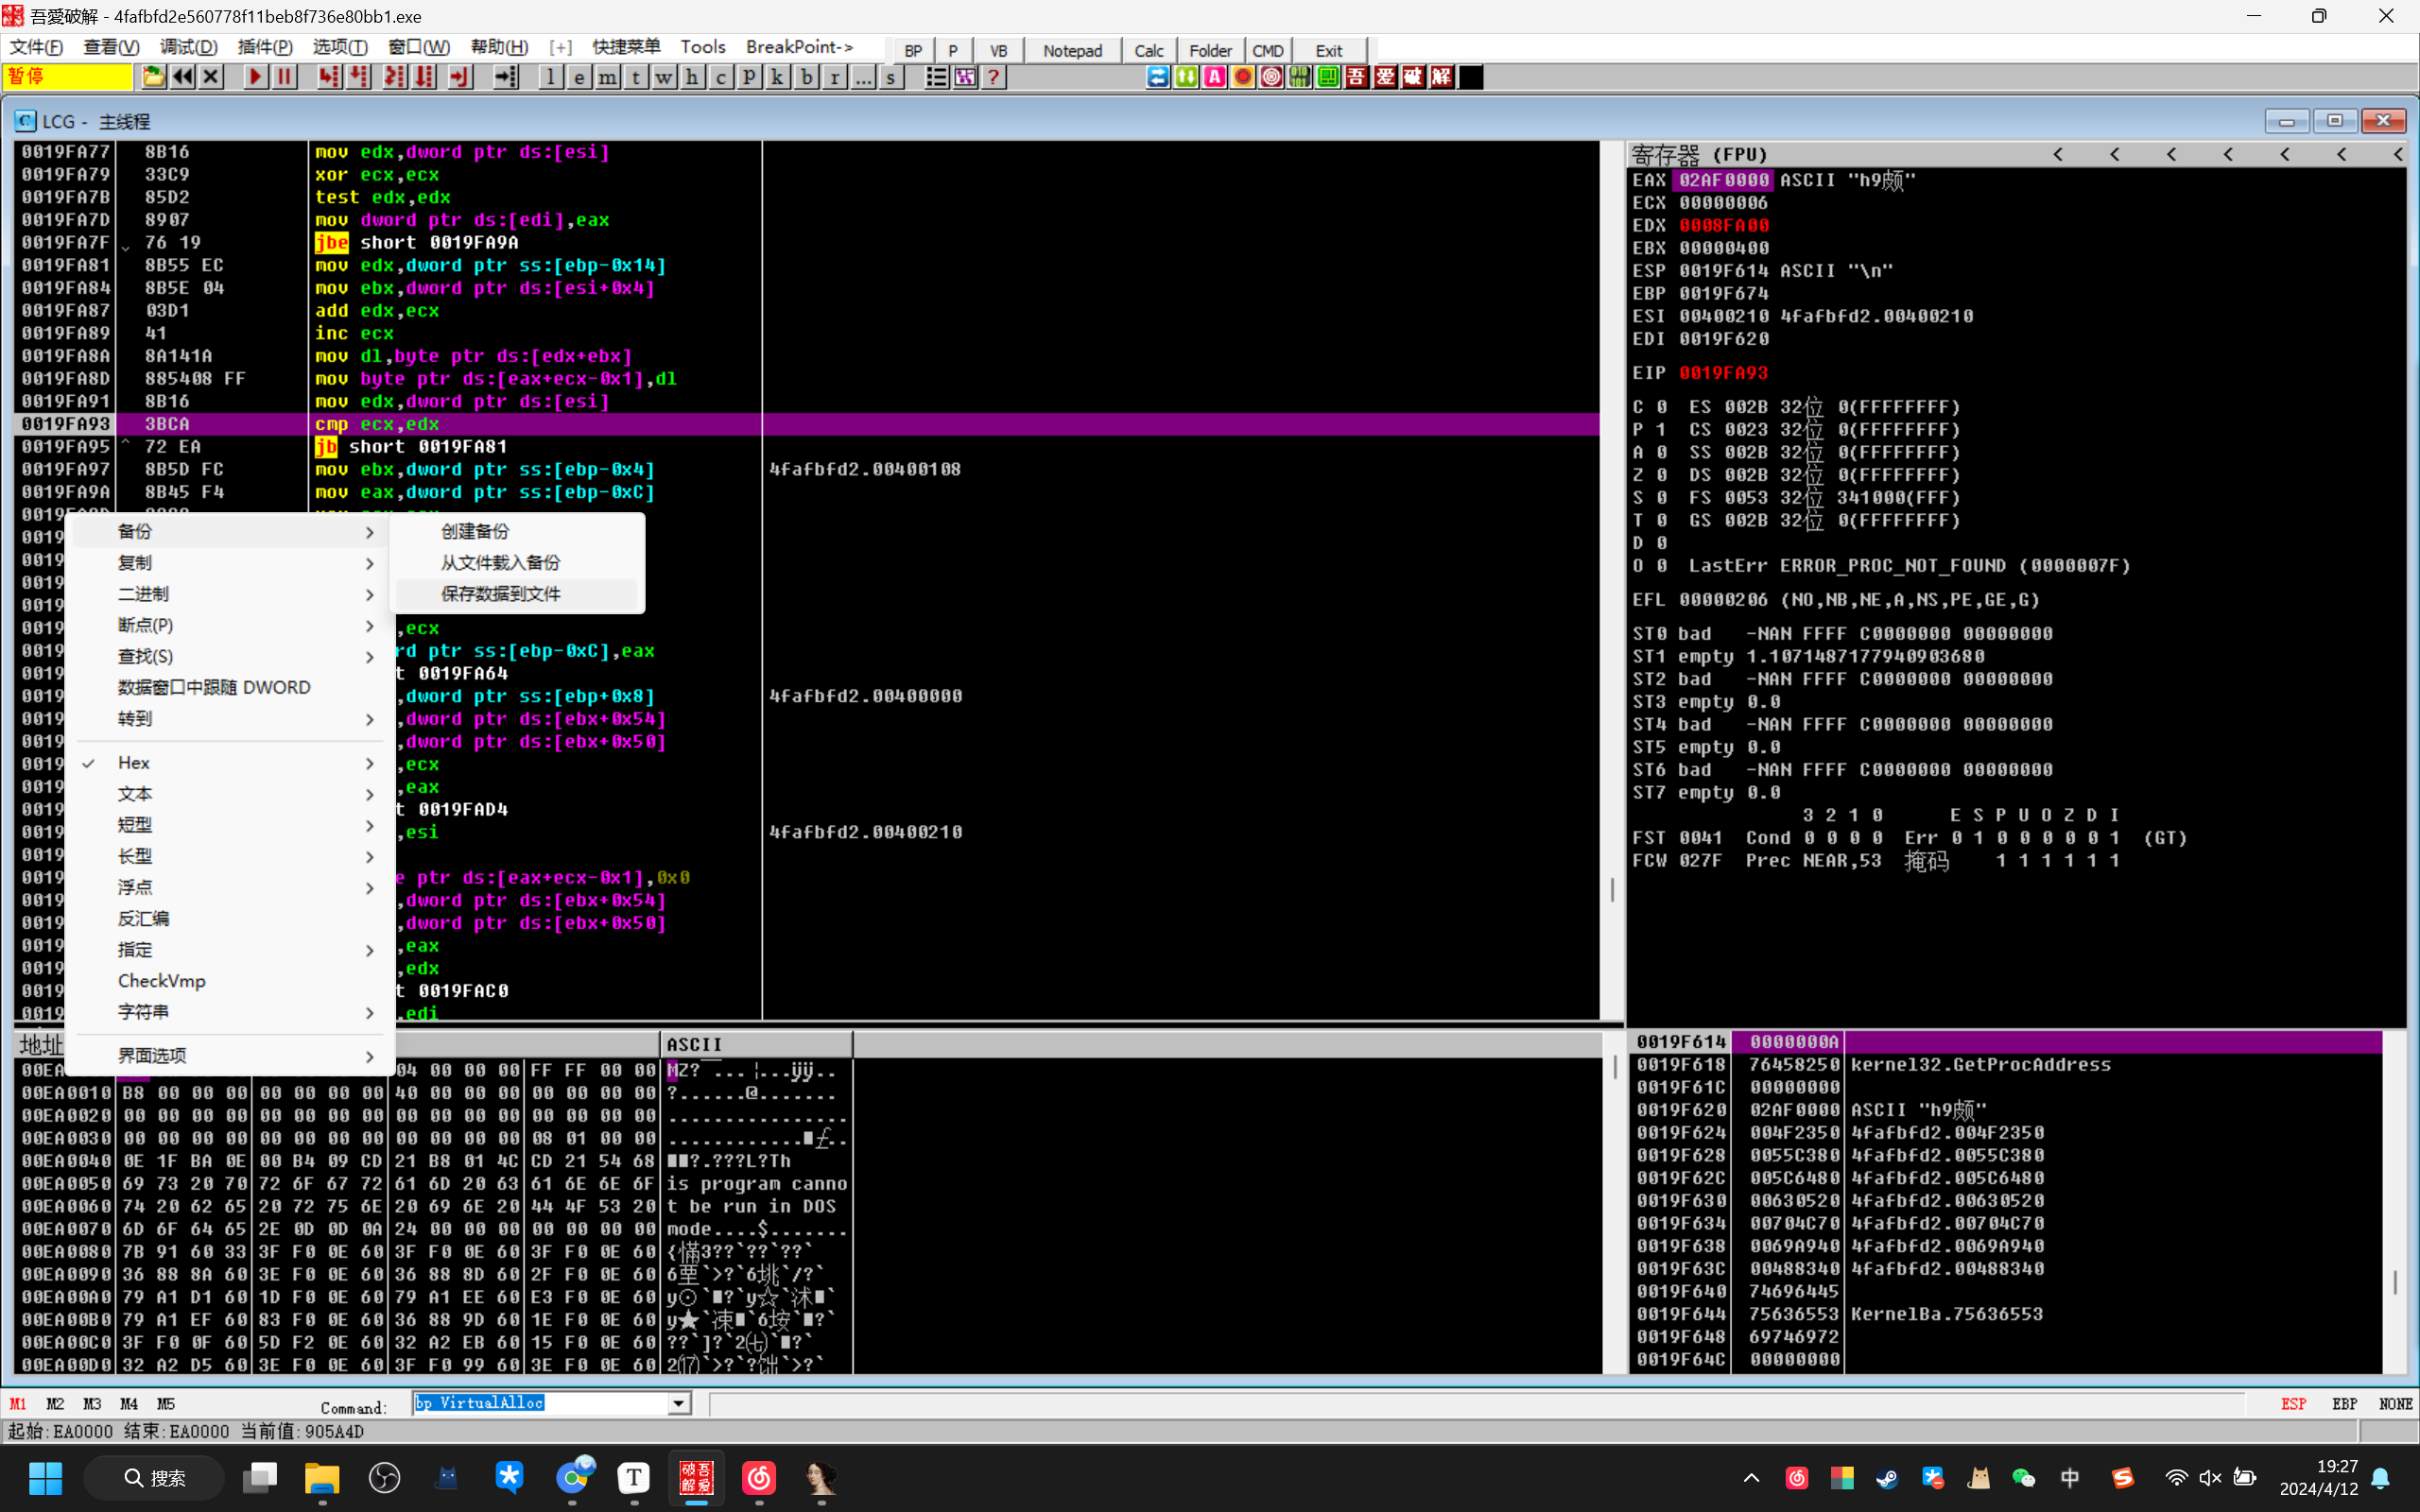 吾愛破解 - 4fafbfd2e560778f11beb8f736e80bb1.exe
文件(F) 查看(V) 调试(D) 插件(P) 选项(T) 窗口(W) 帮助(H) [+] 快捷菜单 Tools BreakPoint-> BP P VB Notepad Calc Folder CMD Exit
暂停 l e m t w h c p k b r ... s ? A 吾 爱 破 解
LCG - 主线程
0019FA77 8B16 mov edx,dword ptr ds:[esi]
0019FA79 33C9 xor ecx,ecx
0019FA7B 85D2 test edx,edx
0019FA7D 8907 mov dword ptr ds:[edi],eax
0019FA7F 76 19 jbe short 0019FA9A
0019FA81 8B55 EC mov edx,dword ptr ss:[ebp-0x14]
0019FA84 8B5E 04 mov ebx,dword ptr ds:[esi+0x4]
0019FA87 03D1 add edx,ecx
0019FA89 41 inc ecx
0019FA8A 8A141A mov dl,byte ptr ds:[edx+ebx]
0019FA8D 885408 FF mov byte ptr ds:[eax+ecx-0x1],dl
0019FA91 8B16 mov edx,dword ptr ds:[esi]
0019FA93 3BCA cmp ecx,edx
0019FA95 72 EA jb short 0019FA81
0019FA97 8B5D FC mov ebx,dword ptr ss:[ebp-0x4] 4fafbfd2.00400108
0019FA9A 8B45 F4 mov eax,dword ptr ss:[ebp-0xC]
,ecx
rd ptr ss:[ebp-0xC],eax
t 0019FA64
,dword ptr ss:[ebp+0x8] 4fafbfd2.00400000
,dword ptr ds:[ebx+0x54]
,dword ptr ds:[ebx+0x50]
,ecx
,eax
t 0019FAD4
,esi 4fafbfd2.00400210
e ptr ds:[eax+ecx-0x1],0x0
,dword ptr ds:[ebx+0x54]
,dword ptr ds:[ebx+0x50]
,eax
,edx
t 0019FAC0
,edi
备份
复制
二进制
断点(P)
查找(S)
数据窗口中跟随 DWORD
转到
Hex
文本
短型
长型
浮点
反汇编
指定
CheckVmp
字符串
界面选项
创建备份
从文件载入备份
保存数据到文件
寄存器 (FPU) < < < < < < <
EAX 02AF0000 ASCII "h9颇"
ECX 00000006
EDX 0008FA00
EBX 00000400
ESP 0019F614 ASCII "\n"
EBP 0019F674
ESI 00400210 4fafbfd2.00400210
EDI 0019F620
EIP 0019FA93
C 0 ES 002B 32位 0(FFFFFFFF)
P 1 CS 0023 32位 0(FFFFFFFF)
A 0 SS 002B 32位 0(FFFFFFFF)
Z 0 DS 002B 32位 0(FFFFFFFF)
S 0 FS 0053 32位 341000(FFF)
T 0 GS 002B 32位 0(FFFFFFFF)
D 0
O 0 LastErr ERROR_PROC_NOT_FOUND (0000007F)
EFL 00000206 (NO,NB,NE,A,NS,PE,GE,G)
ST0 bad -NAN FFFF C0000000 00000000
ST1 empty 1.1071487177940903680
ST2 bad -NAN FFFF C0000000 00000000
ST3 empty 0.0
ST4 bad -NAN FFFF C0000000 00000000
ST5 empty 0.0
ST6 bad -NAN FFFF C0000000 00000000
ST7 empty 0.0
3 2 1 0 E S P U O Z D I
FST 0041 Cond 0 0 0 0 Err 0 1 0 0 0 0 0 1 (GT)
FCW 027F Prec NEAR,53 掩码 1 1 1 1 1 1
地址 ASCII
00EA 04 00 00 00 FF FF 00 00 MZ?
00EA0010 B8 00 00 00 00 00 00 00 40 00 00 00 00 00 00 00 ?.......@.......
00EA0020 00 00 00 00 00 00 00 00 00 00 00 00 00 00 00 00 ................
00EA0030 00 00 00 00 00 00 00 00 00 00 00 00 08 01 00 00
00EA0040 0E 1F BA 0E 00 B4 09 CD 21 B8 01 4C CD 21 54 68 ?.???L?Th
00EA0050 69 73 20 70 72 6F 67 72 61 6D 20 63 61 6E 6E 6F is program canno
00EA0060 74 20 62 65 20 72 75 6E 20 69 6E 20 44 4F 53 20 t be run in DOS
00EA0070 6D 6F 64 65 2E 0D 0D 0A 24 00 00 00 00 00 00 00 mode....$.......
00EA0080 7B 91 60 33 3F F0 0E 60 3F F0 0E 60 3F F0 0E 60
00EA0090 36 88 8A 60 3E F0 0E 60 36 88 8D 60 2F F0 0E 60
00EA00A0 79 A1 D1 60 1D F0 0E 60 79 A1 EE 60 E3 F0 0E 60
00EA00B0 79 A1 EF 60 83 F0 0E 60 36 88 9D 60 1E F0 0E 60
00EA00C0 3F F0 0F 60 5D F2 0E 60 32 A2 EB 60 15 F0 0E 60
00EA00D0 32 A2 D5 60 3E F0 0E 60 3F F0 99 60 3E F0 0E 60
0019F614 0000000A
0019F618 76458250 kernel32.GetProcAddress
0019F61C 00000000
0019F620 02AF0000 ASCII "h9颇"
0019F624 004F2350 4fafbfd2.004F2350
0019F628 0055C380 4fafbfd2.0055C380
0019F62C 005C6480 4fafbfd2.005C6480
0019F630 00630520 4fafbfd2.00630520
0019F634 00704C70 4fafbfd2.00704C70
0019F638 0069A940 4fafbfd2.0069A940
0019F63C 00488340 4fafbfd2.00488340
0019F640 74696445
0019F644 75636553 KernelBa.75636553
0019F648 69746972
0019F64C 00000000
M1 M2 M3 M4 M5 Command: bp VirtualAlloc ESP EBP NONE
起始:EA0000 结束:EA0000 当前值:905A4D
搜索 T 吾爱破解 中 S 19:27
2024/4/12